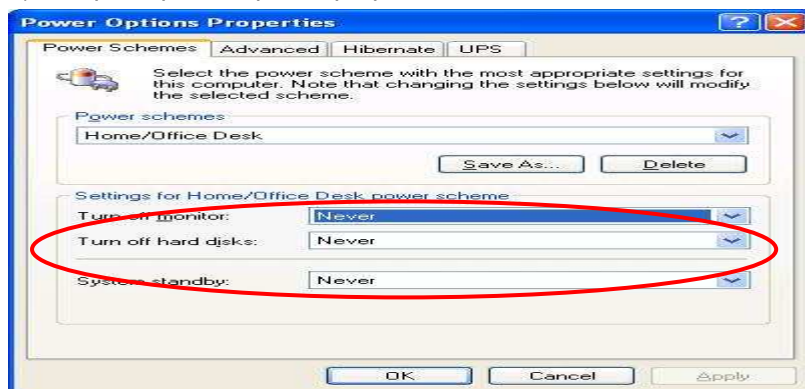 Power Options Properties
Power Schemes Advanced Hibernate UPS
Select the power scheme with the most appropriate settings for
this computer. Note that changing the settings below will modify
the selected scheme.
Power schemes
Home/Office Desk
Save As... Delete
Settings for Home/Office Desk power scheme
Turn off monitor: Never
Turn off hard disks: Never
System standby: Never
OK Cancel Apply